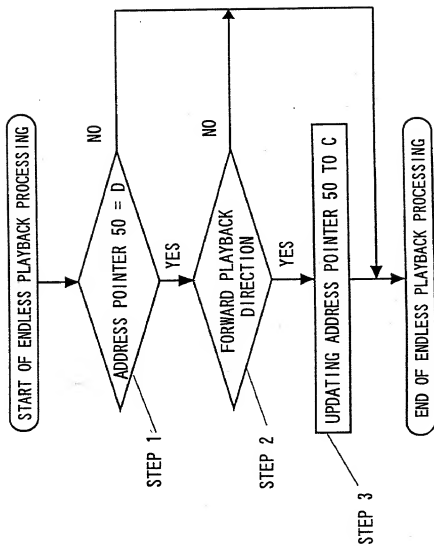 START OF ENDLESS PLAYBACK PROCESSING
ADDRESS POINTER 50 = D
NO
STEP 1
YES
FORWARD PLAYBACK
DIRECTION
NO
STEP 2
YES
UPDATING ADDRESS POINTER 50 TO C
STEP 3
END OF ENDLESS PLAYBACK PROCESSING